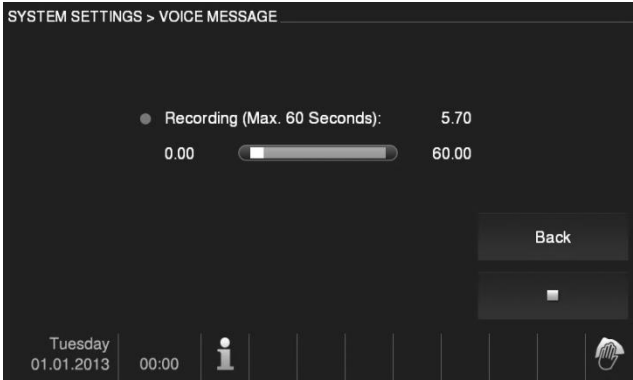 SYSTEM SETTINGS > VOICE MESSAGE
Recording (Max. 60 Seconds): 5.70
0.00 60.00
Back
Tuesday
01.01.2013 00:00